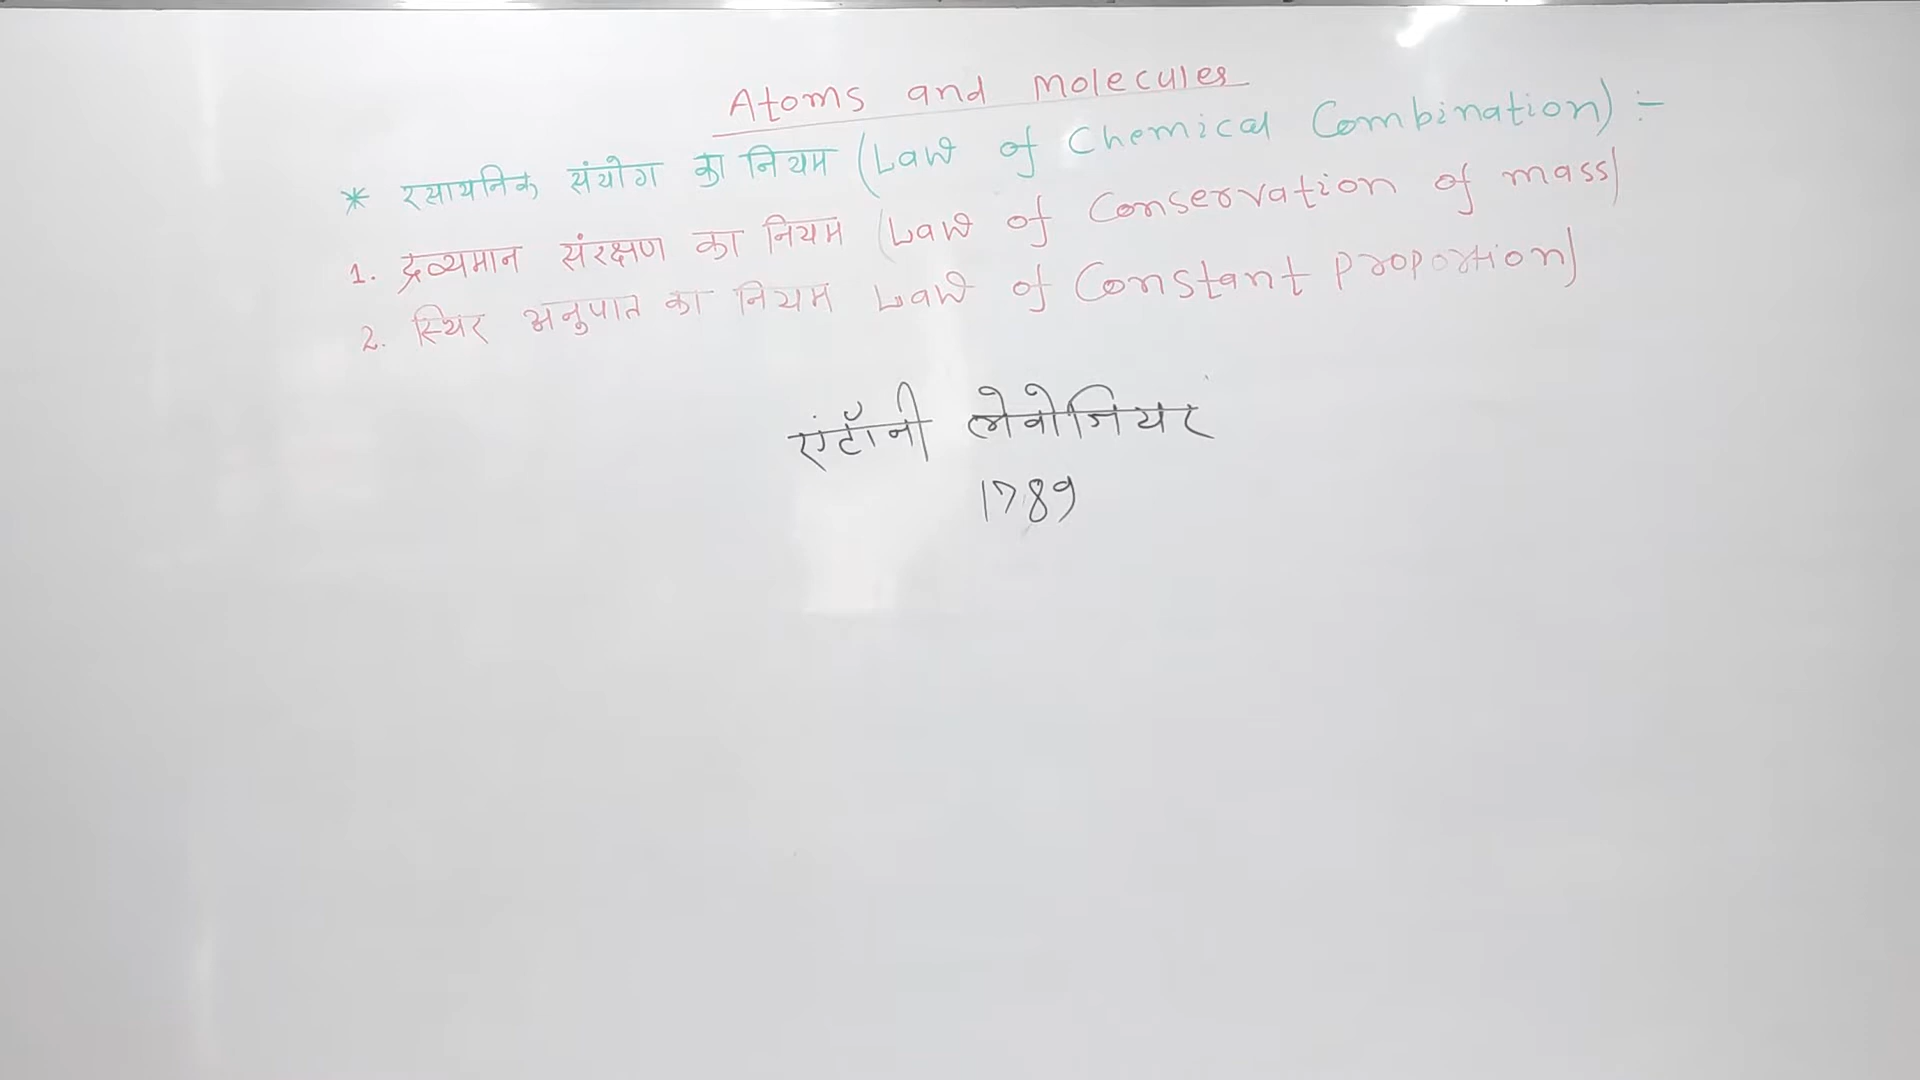 Atoms and Molecules
* रसायनिक संयोग का नियम (Law of Chemical Combination) :-
1. द्रव्यमान संरक्षण का नियम (Law of Conservation of mass)
2. स्थिर अनुपात का नियम Law of Constant proportion)
एंटॉनी लेवोजियर
1789